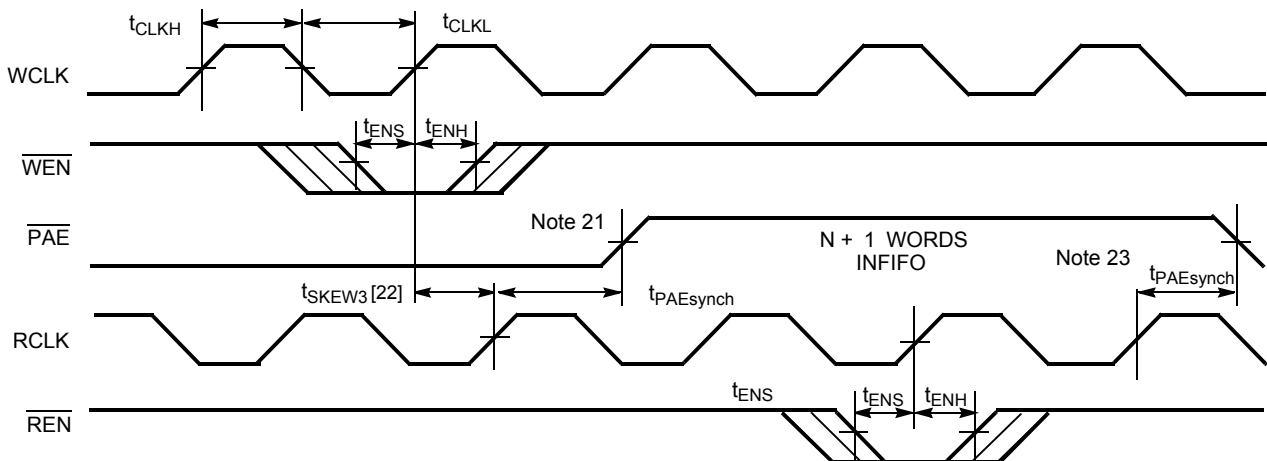 tCLKH
tCLKL
WCLK
tENS
tENH
WEN
Note 21
PAE
N + 1 WORDS
INFIFO
Note 23
tSKEW3 [22]
tPAEsynch
tPAEsynch
RCLK
tENS
tENS
tENH
REN